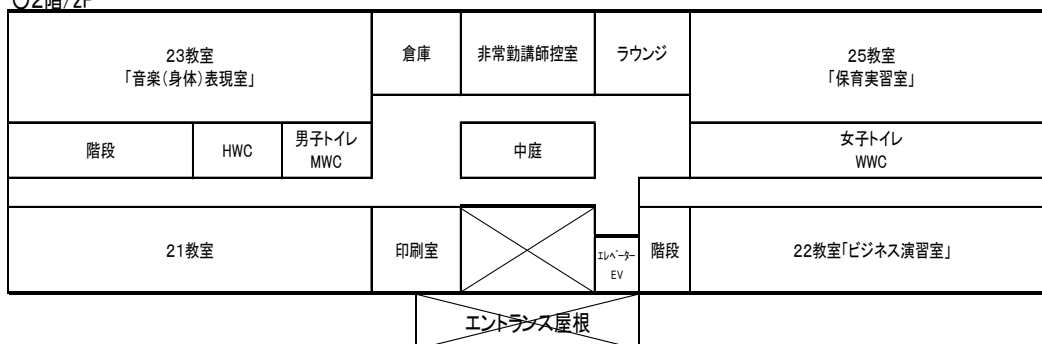 〇2階/2F
23教室
「音楽(身体)表現室」
倉庫
非常勤講師控室
ラウンジ
25教室
「保育実習室」
階段
HWC
男子トイレ
MWC
中庭
女子トイレ
WWC
21教室
印刷室
エレベーター
EV
階段
22教室「ビジネス演習室」
エントランス屋根